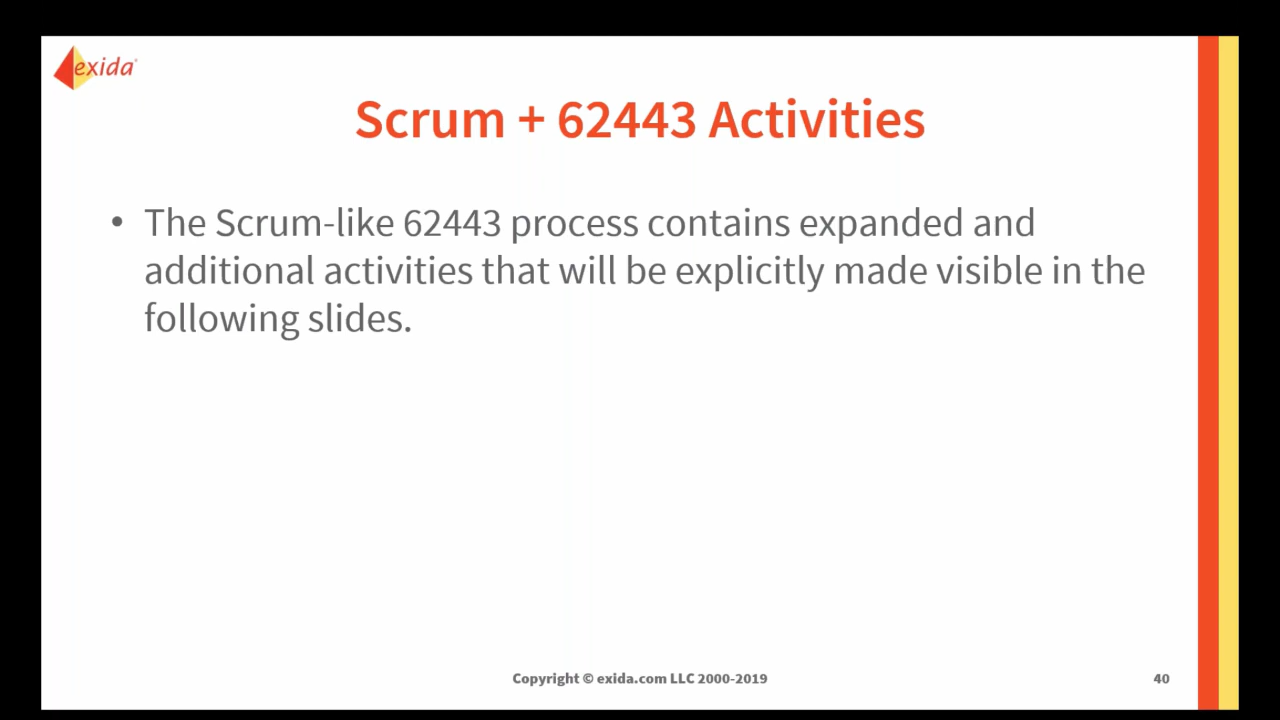 exida
Scrum + 62443 Activities
• The Scrum-like 62443 process contains expanded and
additional activities that will be explicitly made visible in the
following slides.
Copyright © exida.com LLC 2000-2019
40